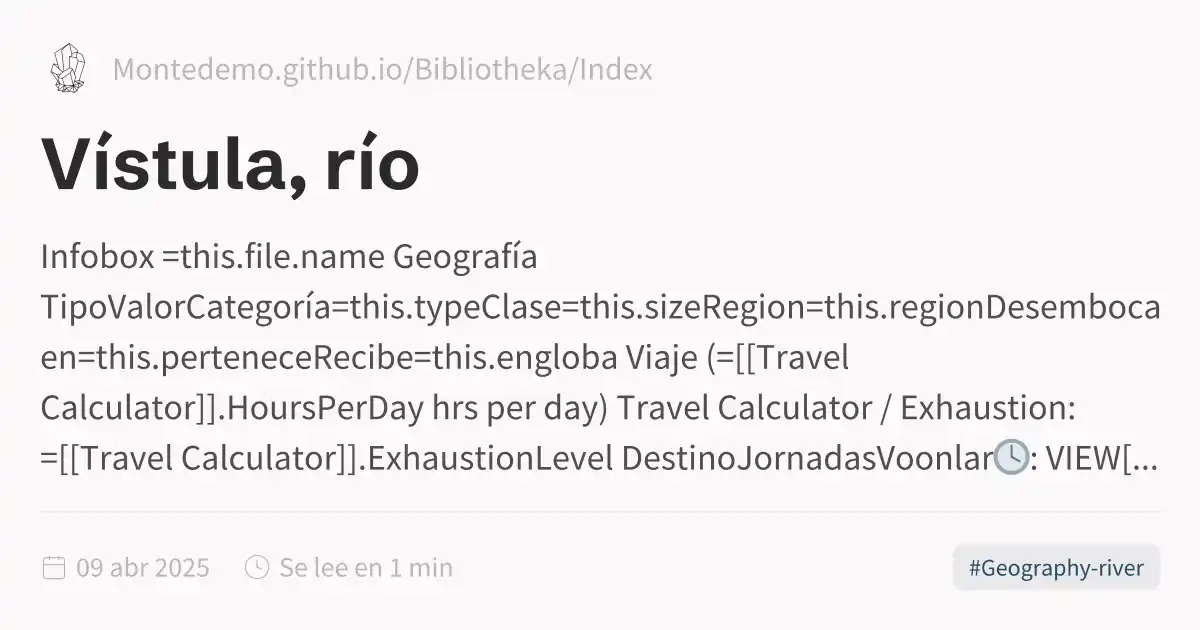 Montedemo.github.io/Bibliotheka/Index
Vístula, río
Infobox =this.file.name Geografía
TipoValorCategoría=this.typeClase=this.sizeRegion=this.regionDesemboca
en=this.perteneceRecibe=this.engloba Viaje (=[[Travel
Calculator]].HoursPerDay hrs per day) Travel Calculator / Exhaustion:
=[[Travel Calculator]].ExhaustionLevel DestinoJornadasVoonlar🕓: VIEW[...
09 abr 2025 Se lee en 1 min #Geography-river